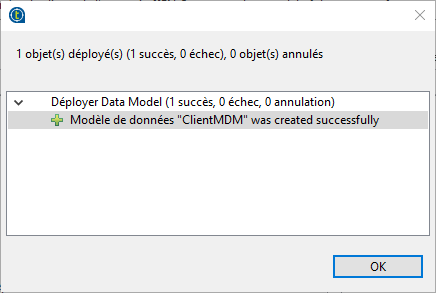 1 objet(s) déployé(s) (1 succès, 0 échec), 0 objet(s) annulés
Déployer Data Model (1 succès, 0 échec, 0 annulation)
Modèle de données "ClientMDM" was created successfully
OK